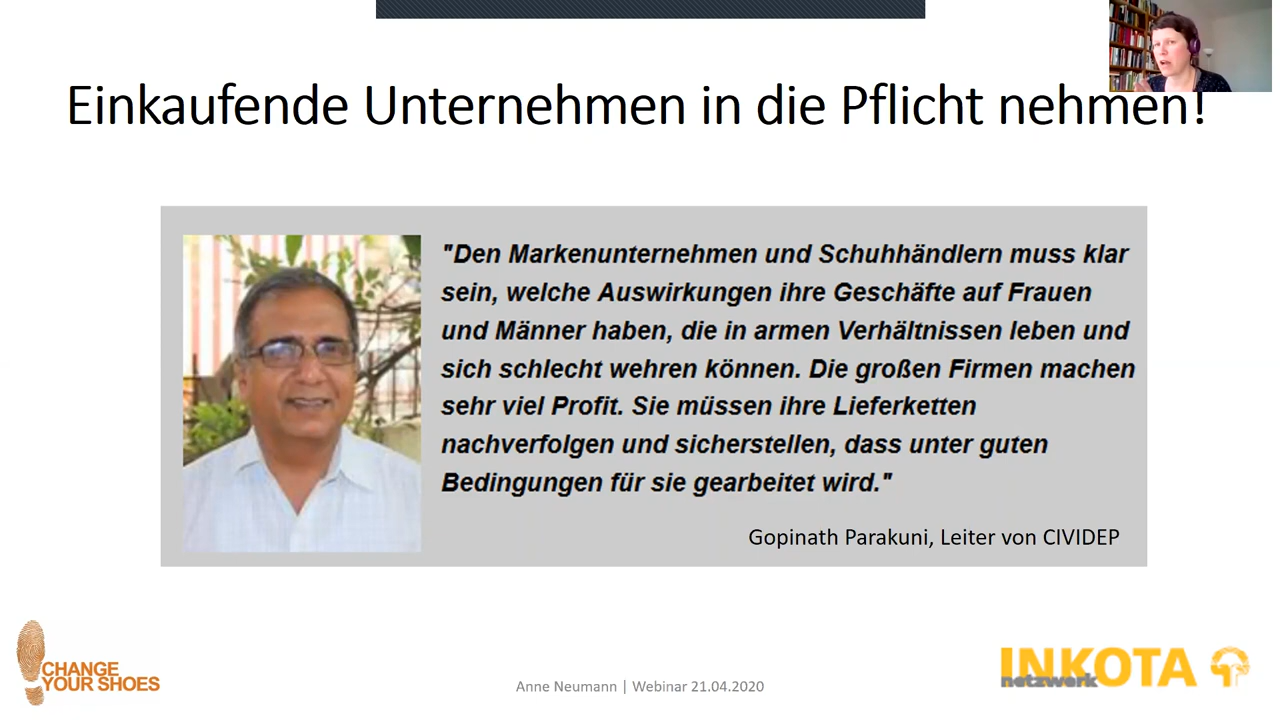 Einkaufende Unternehmen in die Pflicht nehmen!
"Den Markenunternehmen und Schuhhändlern muss klar
sein, welche Auswirkungen ihre Geschäfte auf Frauen
und Männer haben, die in armen Verhältnissen leben und
sich schlecht wehren können. Die großen Firmen machen
sehr viel Profit. Sie müssen ihre Lieferketten
nachverfolgen und sicherstellen, dass unter guten
Bedingungen für sie gearbeitet wird."
Gopinath Parakuni, Leiter von CIVIDEP
CHANGE
YOUR SHOES
Anne Neumann | Webinar 21.04.2020
INKOTA
netzwerk